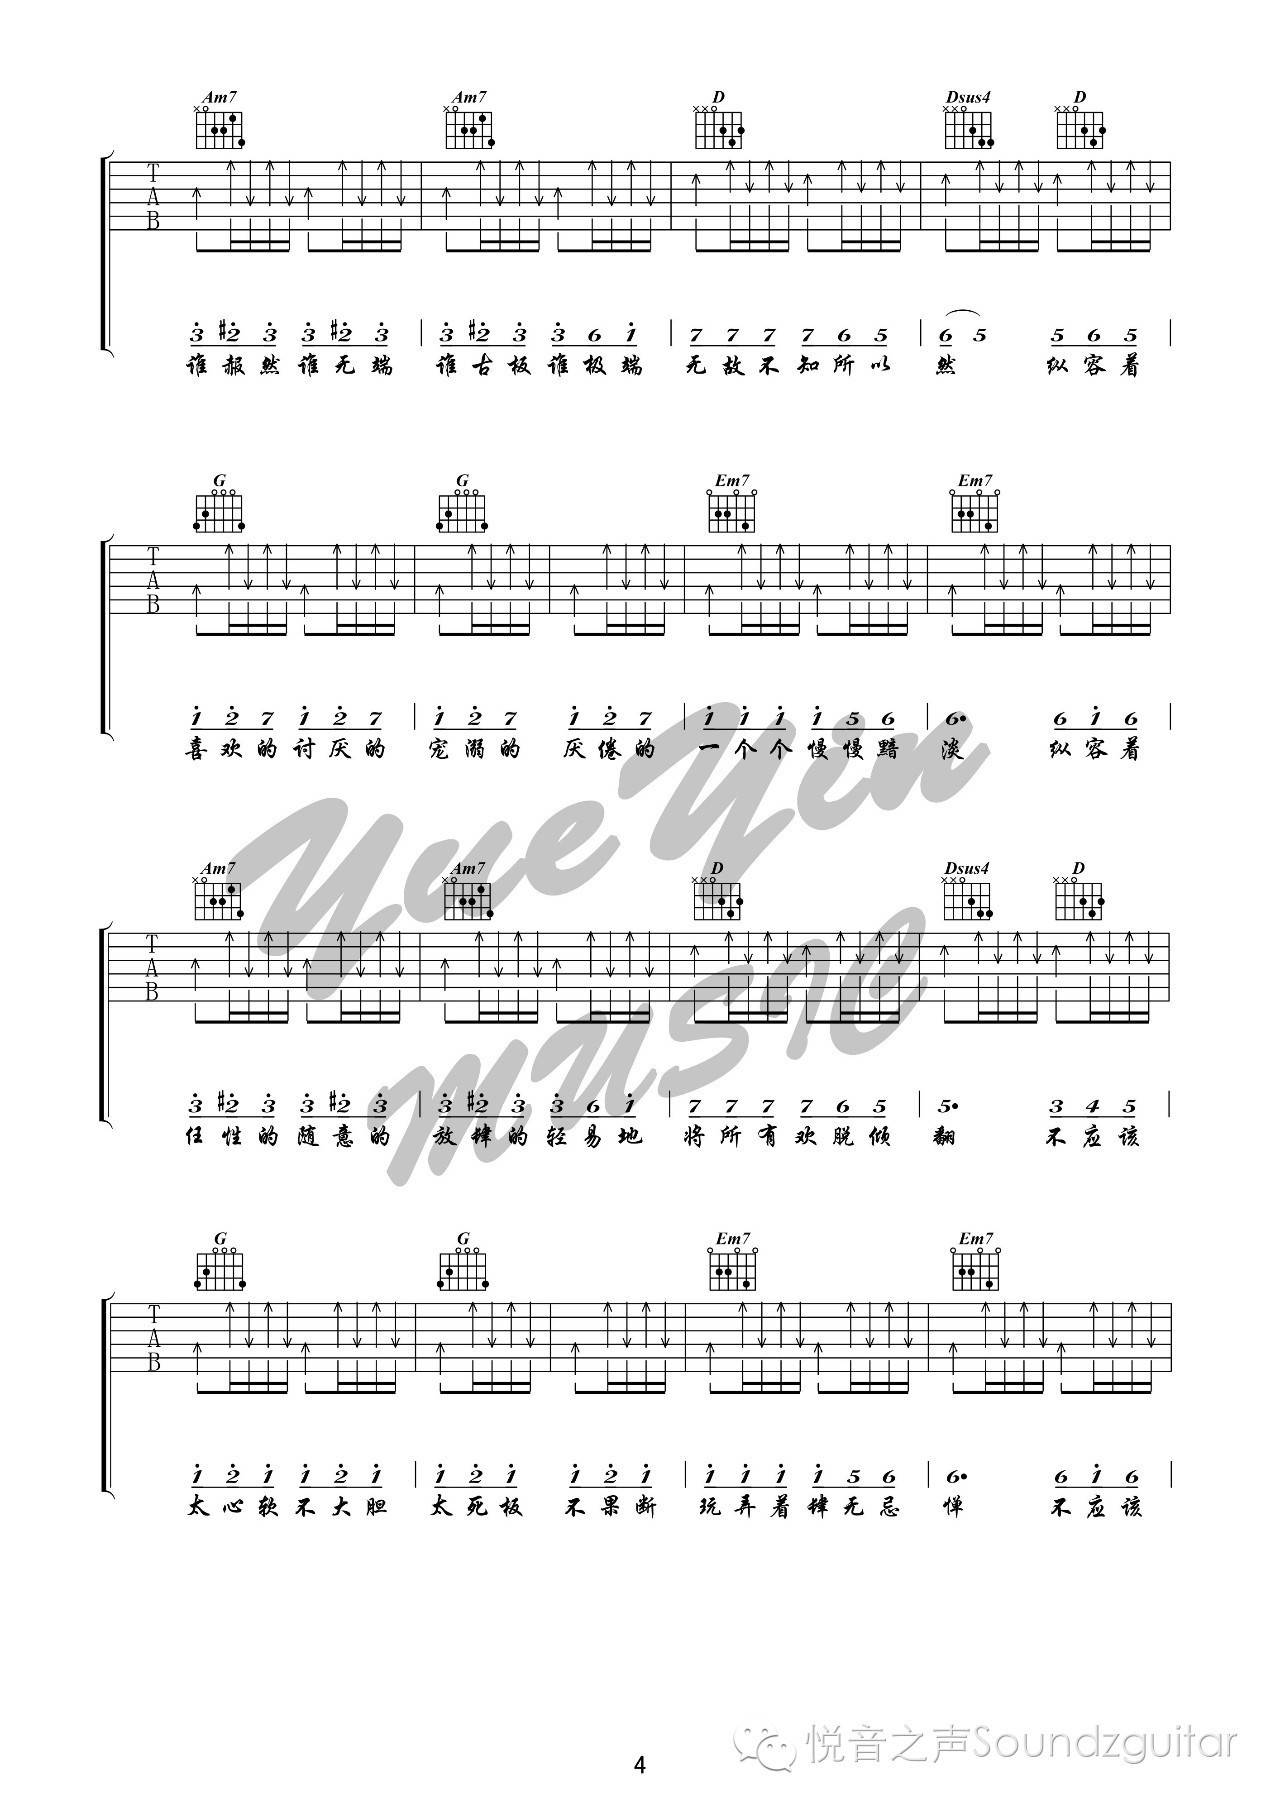 Am7 Am7 D Dsus4 D
T
A
B
3 #2 3 3 #2 3 3 #2 3 3 6 1 7 7 7 7 6 5 6 5 5 6 5
谁赧然谁无端 谁古板谁极端 无故不知所以 然 纵容着
G G Em7 Em7
T
A
B
1 2 7 1 2 7 1 2 7 1 2 7 1 1 1 1 5 6 6• 6 1 6
喜欢的讨厌的 宠溺的 厌倦的 一个个慢慢黯 淡 纵容着
YueYin
MUSIC
Am7 Am7 D Dsus4 D
T
A
B
3 #2 3 3 #2 3 3 #2 3 3 6 1 7 7 7 7 6 5 5• 3 4 5
任性的随意的 放肆的轻易地 将所有欢脱倾 翻 不应该
G G Em7 Em7
T
A
B
1 2 1 1 2 1 1 2 1 1 2 1 1 1 1 1 5 6 6• 6 1 6
太心软不大胆 太死板 不果断 玩弄着肆无忌 惮 不应该
悦音之声Soundzguitar
4